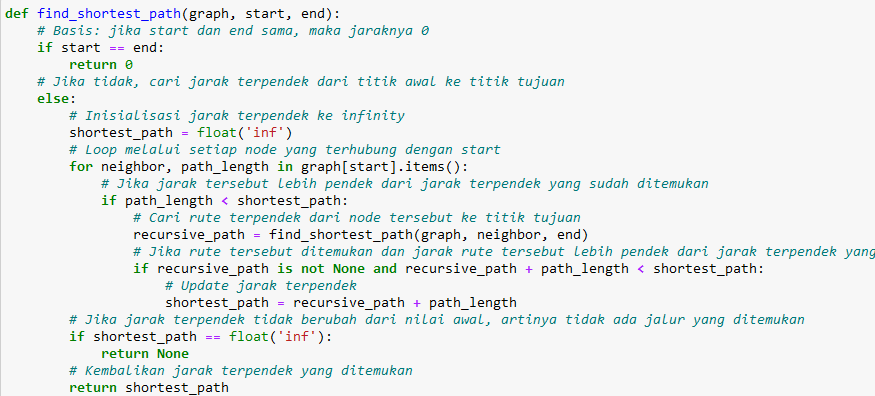 def find_shortest_path(graph, start, end):
    # Basis: jika start dan end sama, maka jaraknya 0
    if start == end:
        return 0
    # Jika tidak, cari jarak terpendek dari titik awal ke titik tujuan
    else:
        # Inisialisasi jarak terpendek ke infinity
        shortest_path = float('inf')
        # Loop melalui setiap node yang terhubung dengan start
        for neighbor, path_length in graph[start].items():
            # Jika jarak tersebut lebih pendek dari jarak terpendek yang sudah ditemukan
            if path_length < shortest_path:
                # Cari rute terpendek dari node tersebut ke titik tujuan
                recursive_path = find_shortest_path(graph, neighbor, end)
                # Jika rute tersebut ditemukan dan jarak rute tersebut lebih pendek dari jarak terpendek yang
                if recursive_path is not None and recursive_path + path_length < shortest_path:
                    # Update jarak terpendek
                    shortest_path = recursive_path + path_length
        # Jika jarak terpendek tidak berubah dari nilai awal, artinya tidak ada jalur yang ditemukan
        if shortest_path == float('inf'):
            return None
        # Kembalikan jarak terpendek yang ditemukan
        return shortest_path